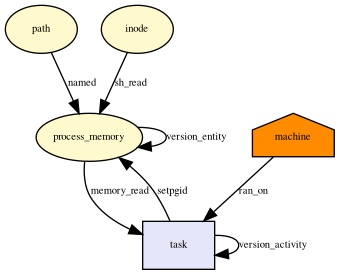 path
inode
named
sh_read
process_memory
version_entity
machine
memory_read
setpgid
ran_on
task
version_activity